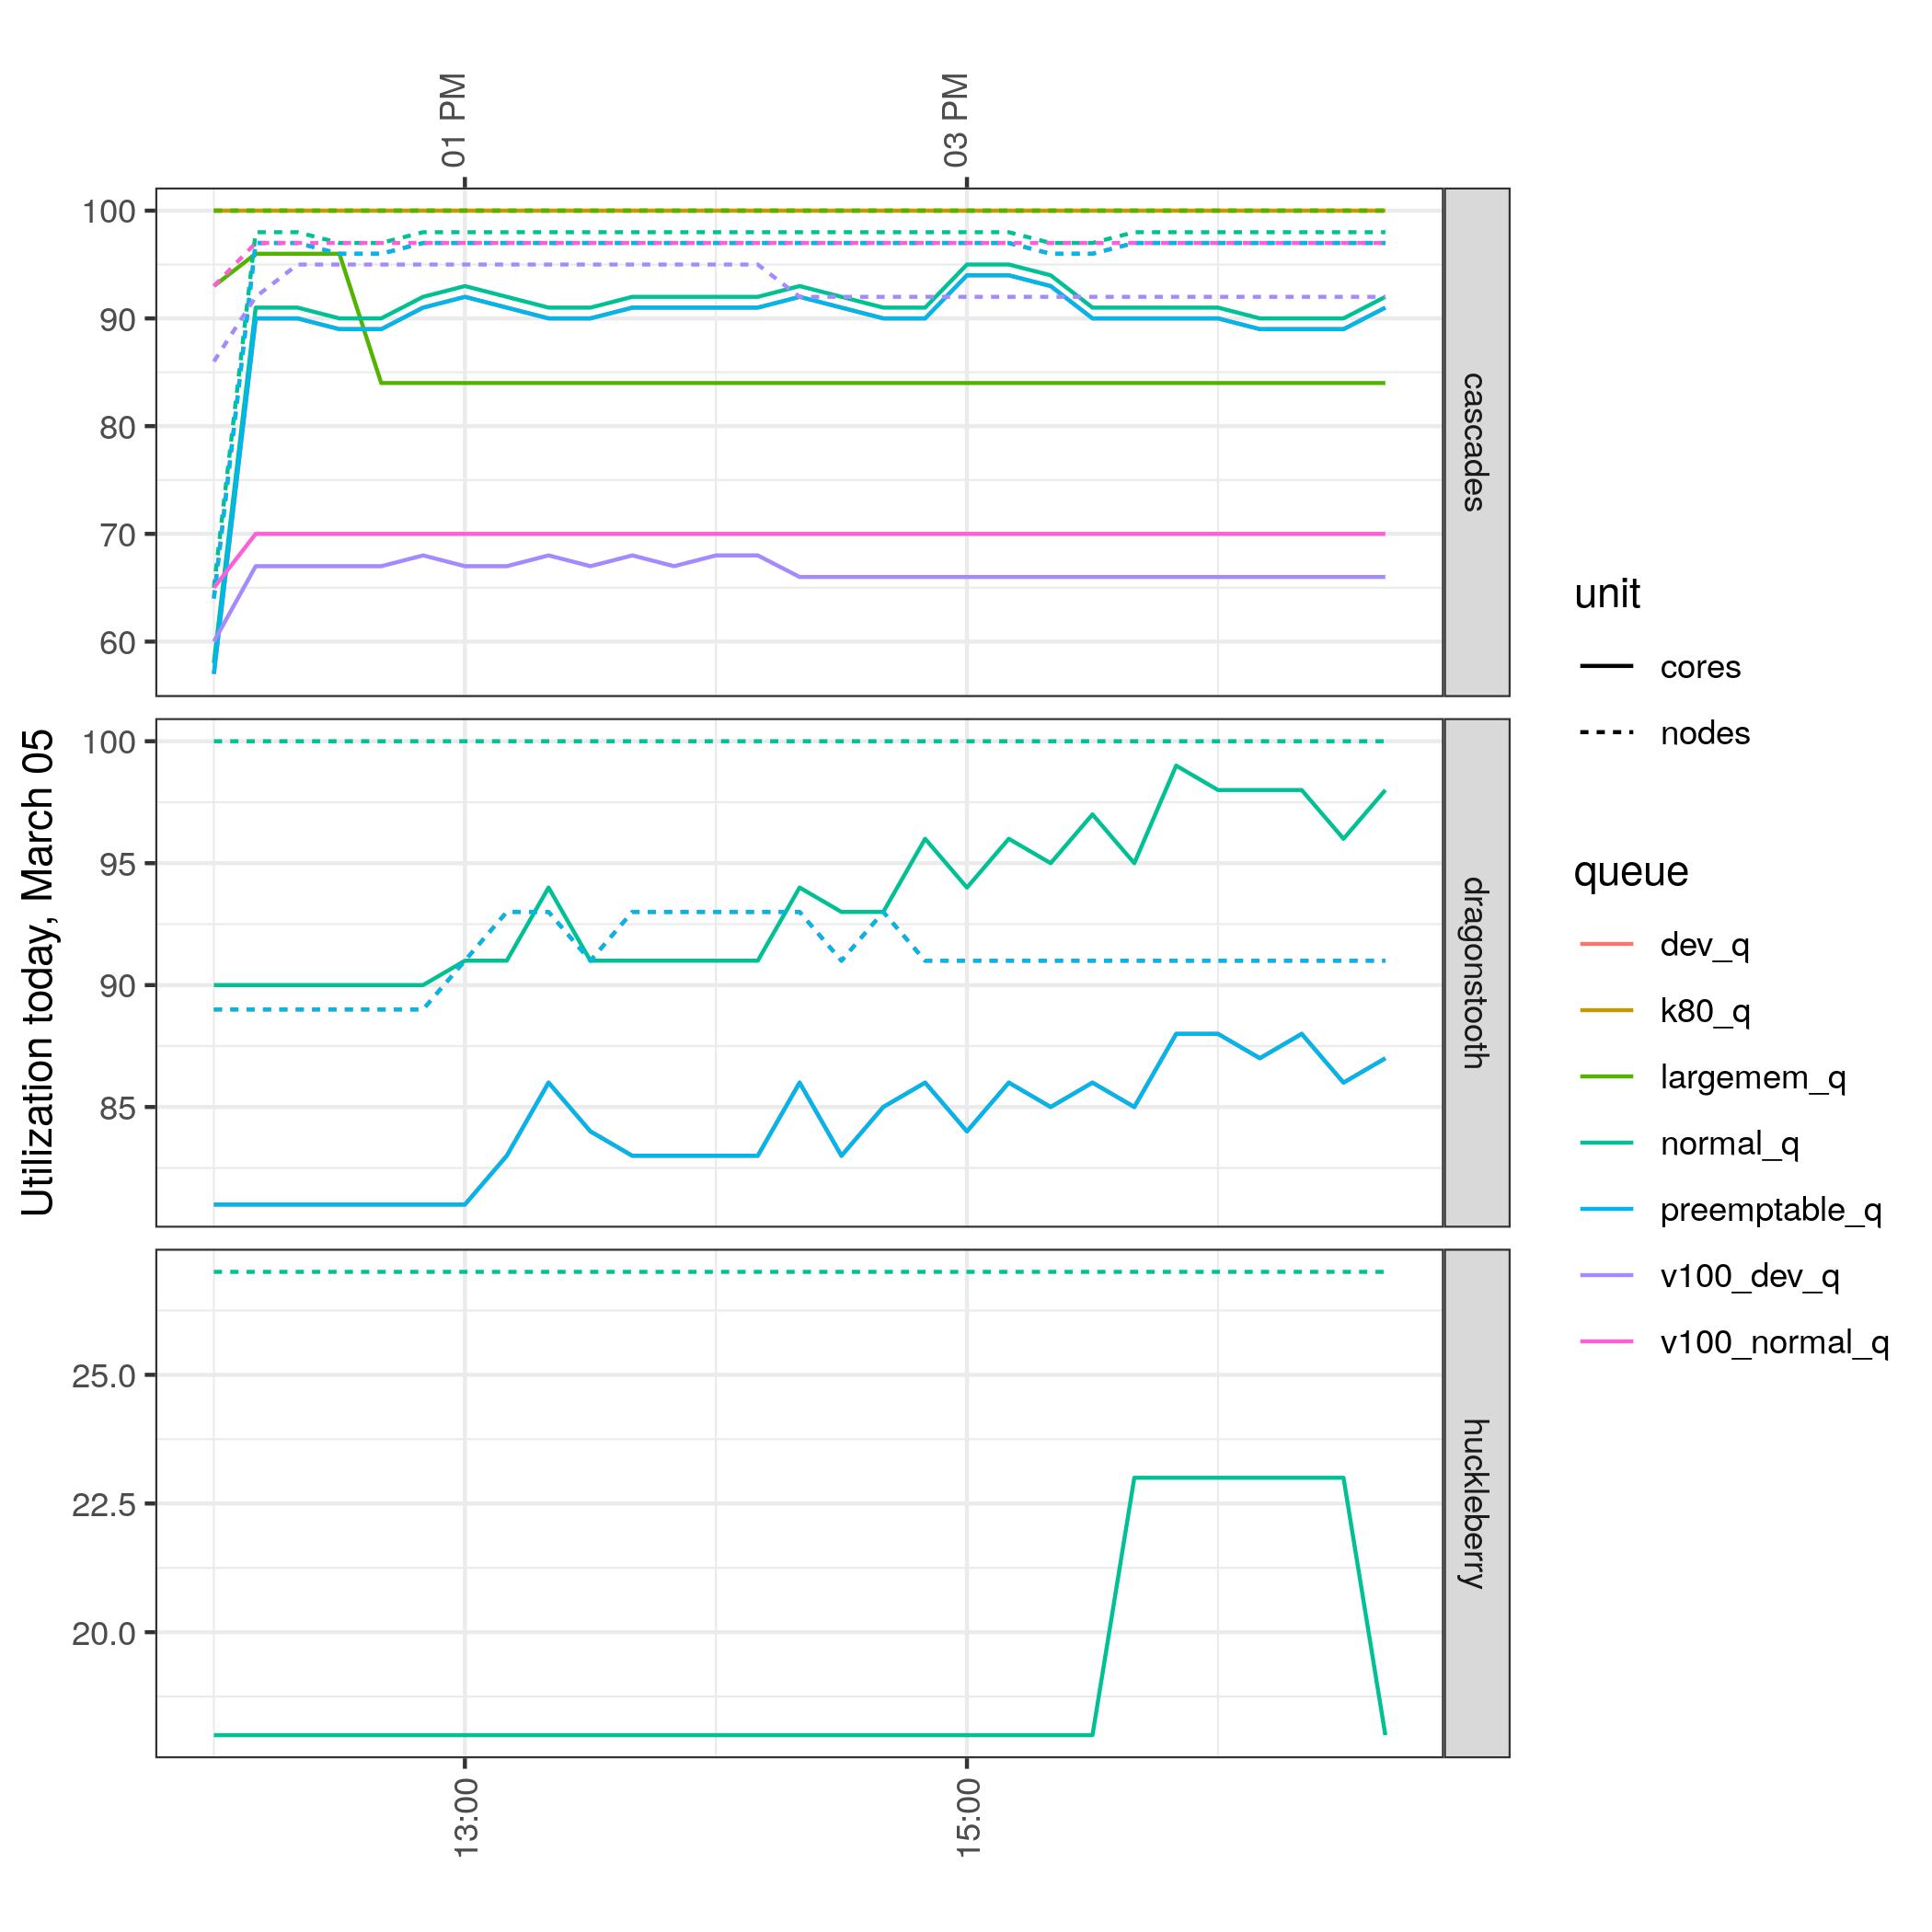 01 PM
03 PM
Utilization today, March 05
100
90
80
70
60
cascades
100
95
90
85
dragonstooth
25.0
22.5
20.0
huckleberry
13:00
15:00
unit
cores
nodes
queue
dev_q
k80_q
largemem_q
normal_q
preemptable_q
v100_dev_q
v100_normal_q